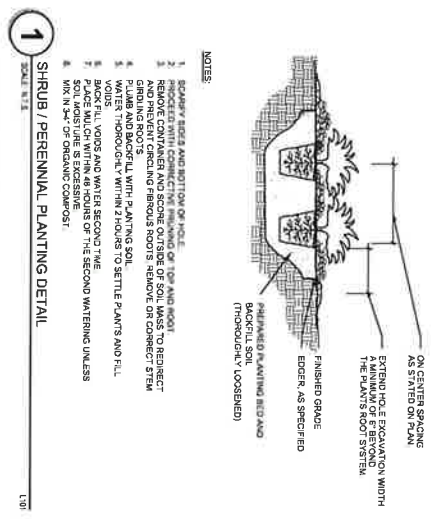 ON CENTER SPACING
AS STATED ON PLAN.
EXTEND HOLE EXCAVATION WIDTH
A MINIMUM OF 6" BEYOND
THE PLANTS ROOT SYSTEM.
FINISHED GRADE
EDGER, AS SPECIFIED
PREPARED PLANTING BED AND
BACKFILL SOIL
(THOROUGHLY LOOSENED)
NOTES:
1. SCARIFY SIDES AND BOTTOM OF HOLE.
2. PROCEED WITH CORRECTIVE PRUNING OF TOP AND ROOT.
3. REMOVE CONTAINER AND SCORE OUTSIDE OF SOIL MASS TO REDIRECT
AND PREVENT CIRCLING FIBROUS ROOTS. REMOVE OR CORRECT STEM
GIRDLING ROOTS.
4. PLUMB AND BACKFILL WITH PLANTING SOIL.
5. WATER THOROUGHLY WITHIN 2 HOURS TO SETTLE PLANTS AND FILL
VOIDS.
6. BACK FILL VOIDS AND WATER SECOND TIME.
7. PLACE MULCH WITHIN 48 HOURS OF THE SECOND WATERING UNLESS
SOIL MOISTURE IS EXCESSIVE.
8. MIX IN 3-4" OF ORGANIC COMPOST.
1
SHRUB / PERENNIAL PLANTING DETAIL
SCALE: N.T.S.
L101